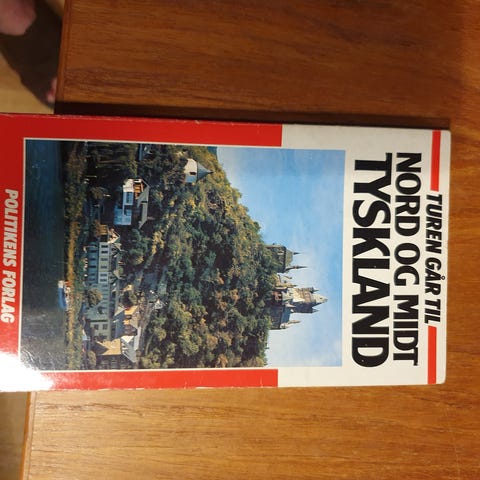 TUREN GÅR TIL
NORD OG MIDT
TYSKLAND
POLITIKENS FORLAG